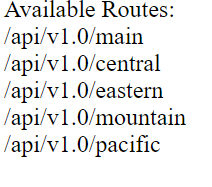 Available Routes:
/api/v1.0/main
/api/v1.0/central
/api/v1.0/eastern
/api/v1.0/mountain
/api/v1.0/pacific